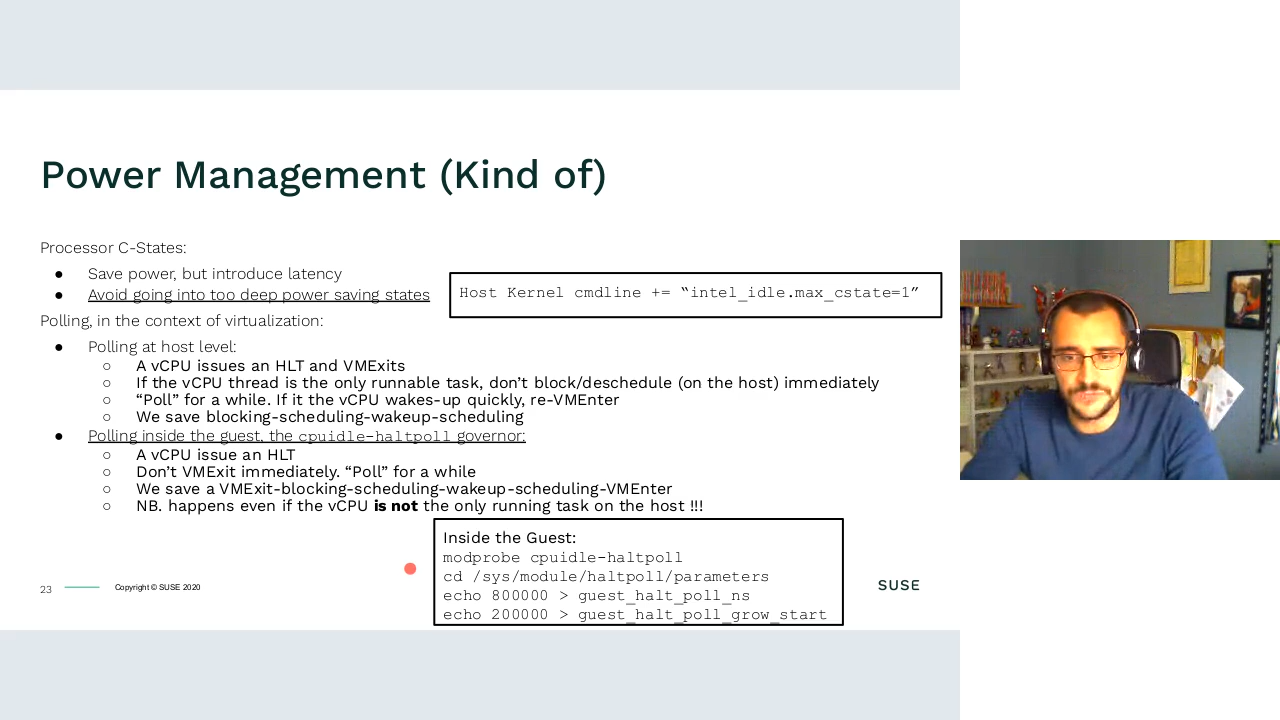 Power Management (Kind of)
Processor C-States:
● Save power, but introduce latency
● Avoid going into too deep power saving states
Host Kernel cmdline += “intel_idle.max_cstate=1”
Polling, in the context of virtualization:
● Polling at host level:
○ A vCPU issues an HLT and VMExits
○ If the vCPU thread is the only runnable task, don’t block/deschedule (on the host) immediately
○ “Poll” for a while. If it the vCPU wakes-up quickly, re-VMEnter
○ We save blocking-scheduling-wakeup-scheduling
● Polling inside the guest, the cpuidle-haltpoll governor:
○ A vCPU issue an HLT
○ Don’t VMExit immediately. “Poll” for a while
○ We save a VMExit-blocking-scheduling-wakeup-scheduling-VMEnter
○ NB. happens even if the vCPU is not the only running task on the host !!!
Inside the Guest:
modprobe cpuidle-haltpoll
cd /sys/module/haltpoll/parameters
echo 800000 > guest_halt_poll_ns
echo 200000 > guest_halt_poll_grow_start
23
Copyright © SUSE 2020
SUSE